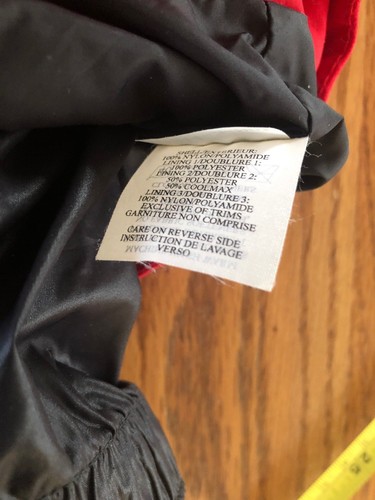 SHELL/EXTERIEUR:
100% NYLON/POLYAMIDE
LINING 1/DOUBLURE 1:
100% POLYESTER
LINING 2/DOUBLURE 2:
50% POLYESTER
50% COOLMAX
LINING 3/DOUBLURE 3:
100% NYLON/POLYAMIDE
EXCLUSIVE OF TRIMS
GARNITURE NON COMPRISE
CARE ON REVERSE SIDE
INSTRUCTION DE LAVAGE
VERSO